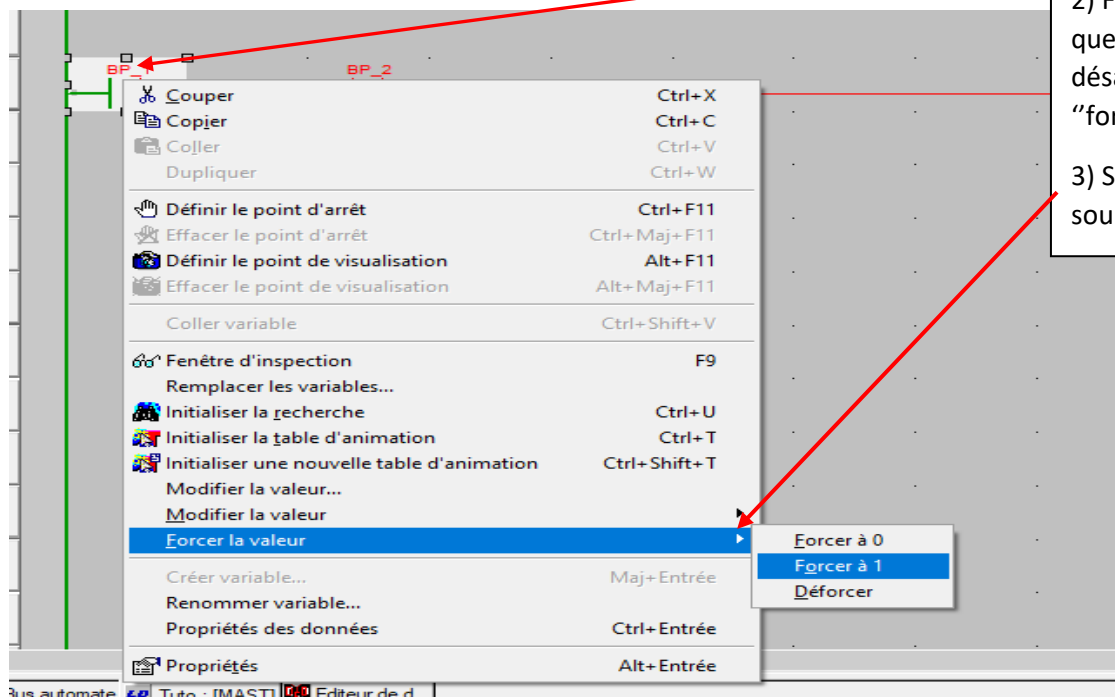 2) F
que
désa
‘’for
3) S
sou
BP_1
BP_2
Couper Ctrl+X
Copier Ctrl+C
Coller Ctrl+V
Dupliquer Ctrl+W
Définir le point d'arrêt Ctrl+F11
Effacer le point d'arrêt Ctrl+Maj+F11
Définir le point de visualisation Alt+F11
Effacer le point de visualisation Alt+Maj+F11
Coller variable Ctrl+Shift+V
Fenêtre d'inspection F9
Remplacer les variables...
Initialiser la recherche Ctrl+U
Initialiser la table d'animation Ctrl+T
Initialiser une nouvelle table d'animation Ctrl+Shift+T
Modifier la valeur...
Modifier la valeur
Forcer la valeur
Forcer à 0
Forcer à 1
Déforcer
Créer variable... Maj+Entrée
Renommer variable...
Propriétés des données Ctrl+Entrée
Propriétés Alt+Entrée
Bus automate Tuto : [MAST] Editeur de d